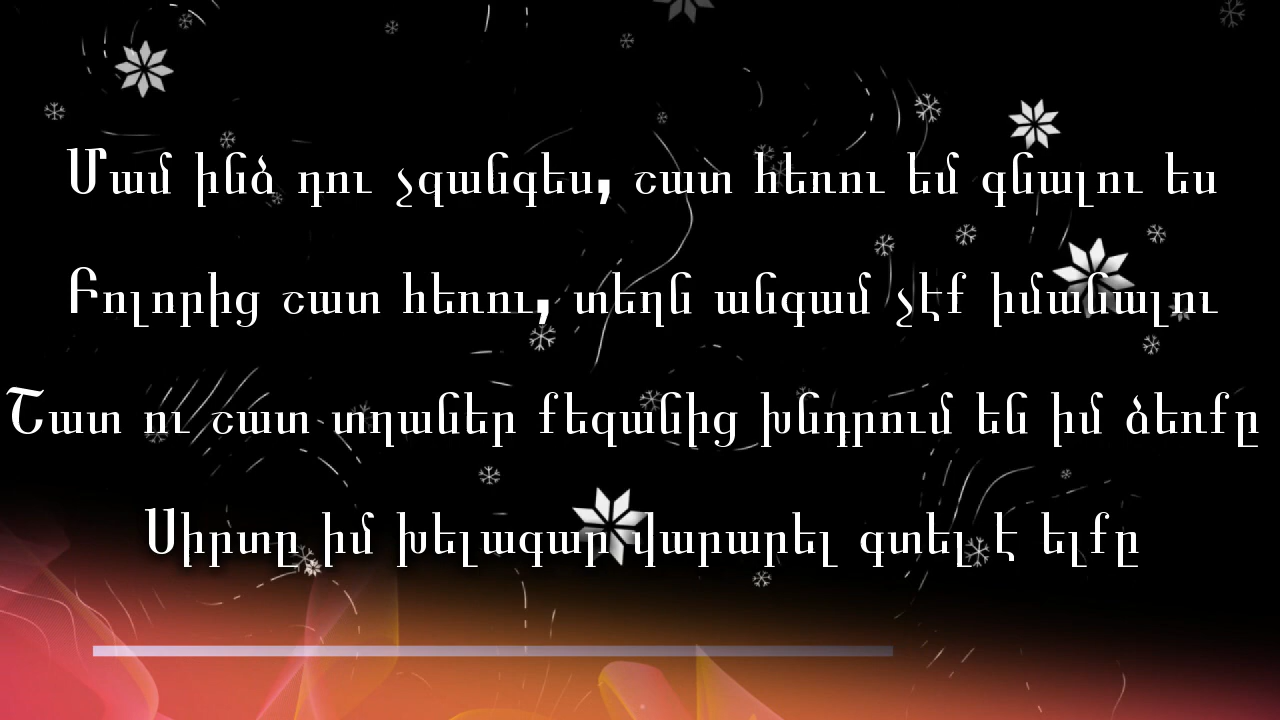 Մամ ինձ դու չզանգես, շատ հեռու եմ գնալու ես
Բոլորից շատ հեռու, տեղն անգամ չէք իմանալու
Շատ ու շատ տղաներ քեզանից խնդրում են իմ ձեռքը
Սիրտը իմ խելագար վարարել գտել է ելքը